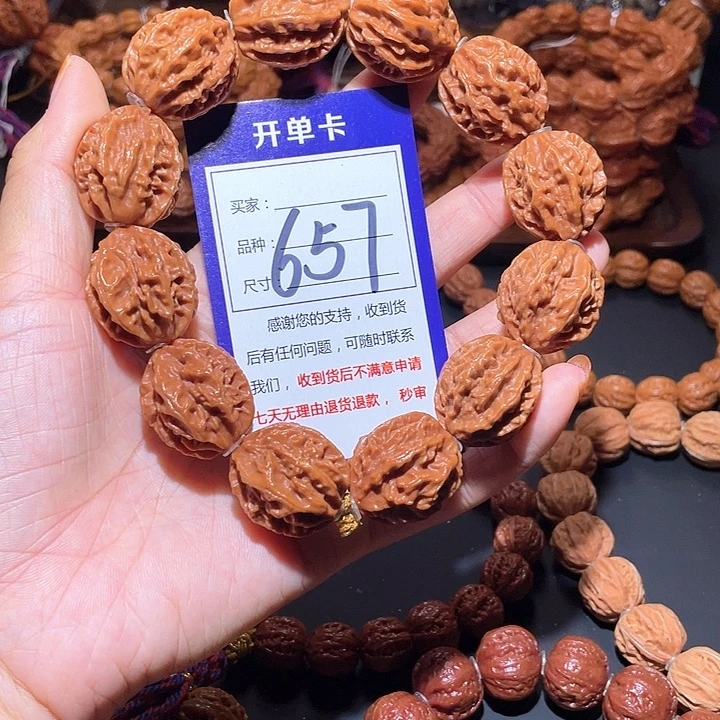 开单卡
买家：
品种：657
尺寸
感谢您的支持，收到货
后有任何问题，可随时联系
我们，收到货后不满意申请
七天无理由退货退款，秒审